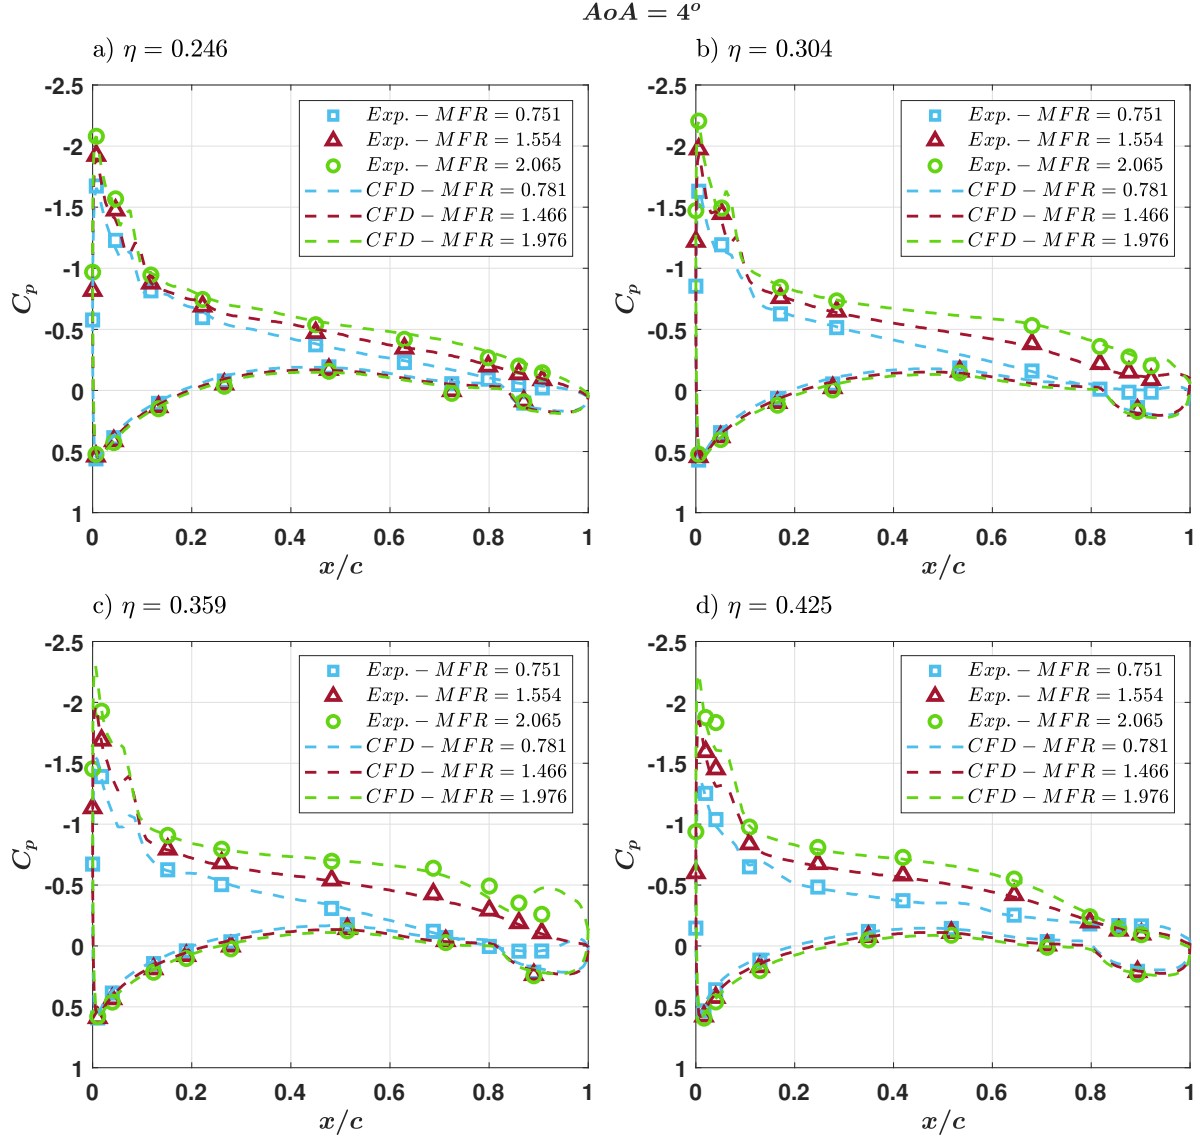 AoA = 4°
a) η = 0.246
b) η = 0.304
-2.5
-2
-1.5
-1
-0.5
0
0.5
1
C_p
Exp. − MFR = 0.751
Exp. − MFR = 1.554
Exp. − MFR = 2.065
CFD − MFR = 0.781
CFD − MFR = 1.466
CFD − MFR = 1.976
0 0.2 0.4 0.6 0.8 1
x/c
-2.5
-2
-1.5
-1
-0.5
0
0.5
1
C_p
Exp. − MFR = 0.751
Exp. − MFR = 1.554
Exp. − MFR = 2.065
CFD − MFR = 0.781
CFD − MFR = 1.466
CFD − MFR = 1.976
0 0.2 0.4 0.6 0.8 1
x/c
c) η = 0.359
d) η = 0.425
-2.5
-2
-1.5
-1
-0.5
0
0.5
1
C_p
Exp. − MFR = 0.751
Exp. − MFR = 1.554
Exp. − MFR = 2.065
CFD − MFR = 0.781
CFD − MFR = 1.466
CFD − MFR = 1.976
0 0.2 0.4 0.6 0.8 1
x/c
-2.5
-2
-1.5
-1
-0.5
0
0.5
1
C_p
Exp. − MFR = 0.751
Exp. − MFR = 1.554
Exp. − MFR = 2.065
CFD − MFR = 0.781
CFD − MFR = 1.466
CFD − MFR = 1.976
0 0.2 0.4 0.6 0.8 1
x/c